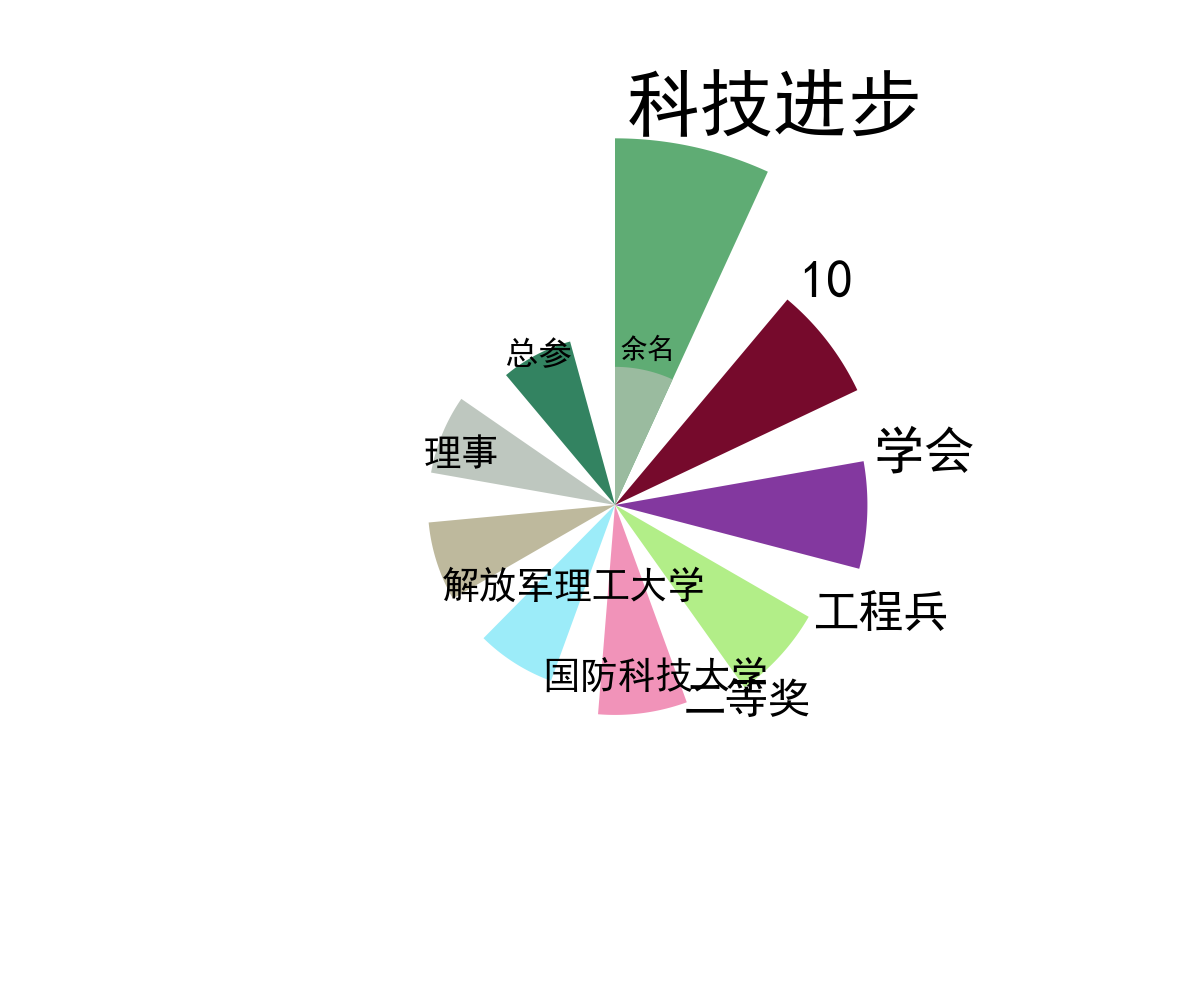 科技进步
10
余名
总参
学会
理事
解放军理工大学
工程兵
国防科技大学
二等奖